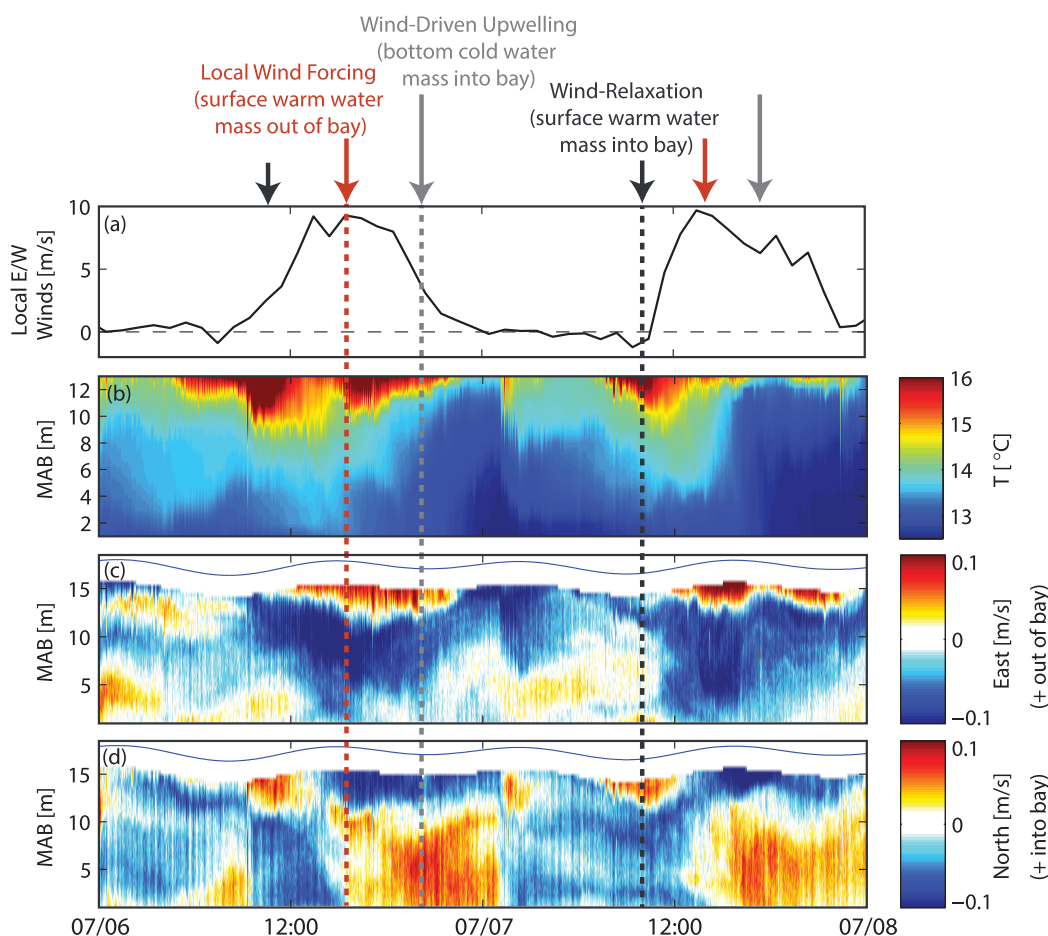 Wind-Driven Upwelling
(bottom cold water
mass into bay)
Local Wind Forcing
(surface warm water
mass out of bay)
Wind-Relaxation
(surface warm water
mass into bay)
(a)
Local E/W
Winds [m/s]
10
5
0
(b)
MAB [m]
12
10
8
6
4
2
16
15
14
13
T [ °C]
(c)
MAB [m]
15
10
5
0.1
0
−0.1
East [m/s]
(+ out of bay)
(d)
MAB [m]
15
10
5
0.1
0
−0.1
North [m/s]
(+ into bay)
07/06
12:00
07/07
12:00
07/08